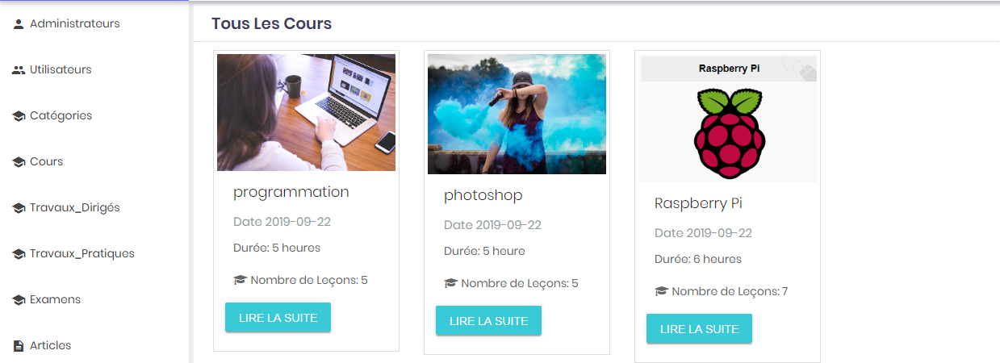 Administrateurs
Utilisateurs
Catégories
Cours
Travaux_Dirigés
Travaux_Pratiques
Examens
Articles
Tous Les Cours
programmation
Date 2019-09-22
Durée: 5 heures
Nombre de Leçons: 5
LIRE LA SUITE
photoshop
Date 2019-09-22
Durée: 5 heure
Nombre de Leçons: 5
LIRE LA SUITE
Raspberry Pi
Raspberry Pi
Date 2019-09-22
Durée: 6 heures
Nombre de Leçons: 7
LIRE LA SUITE